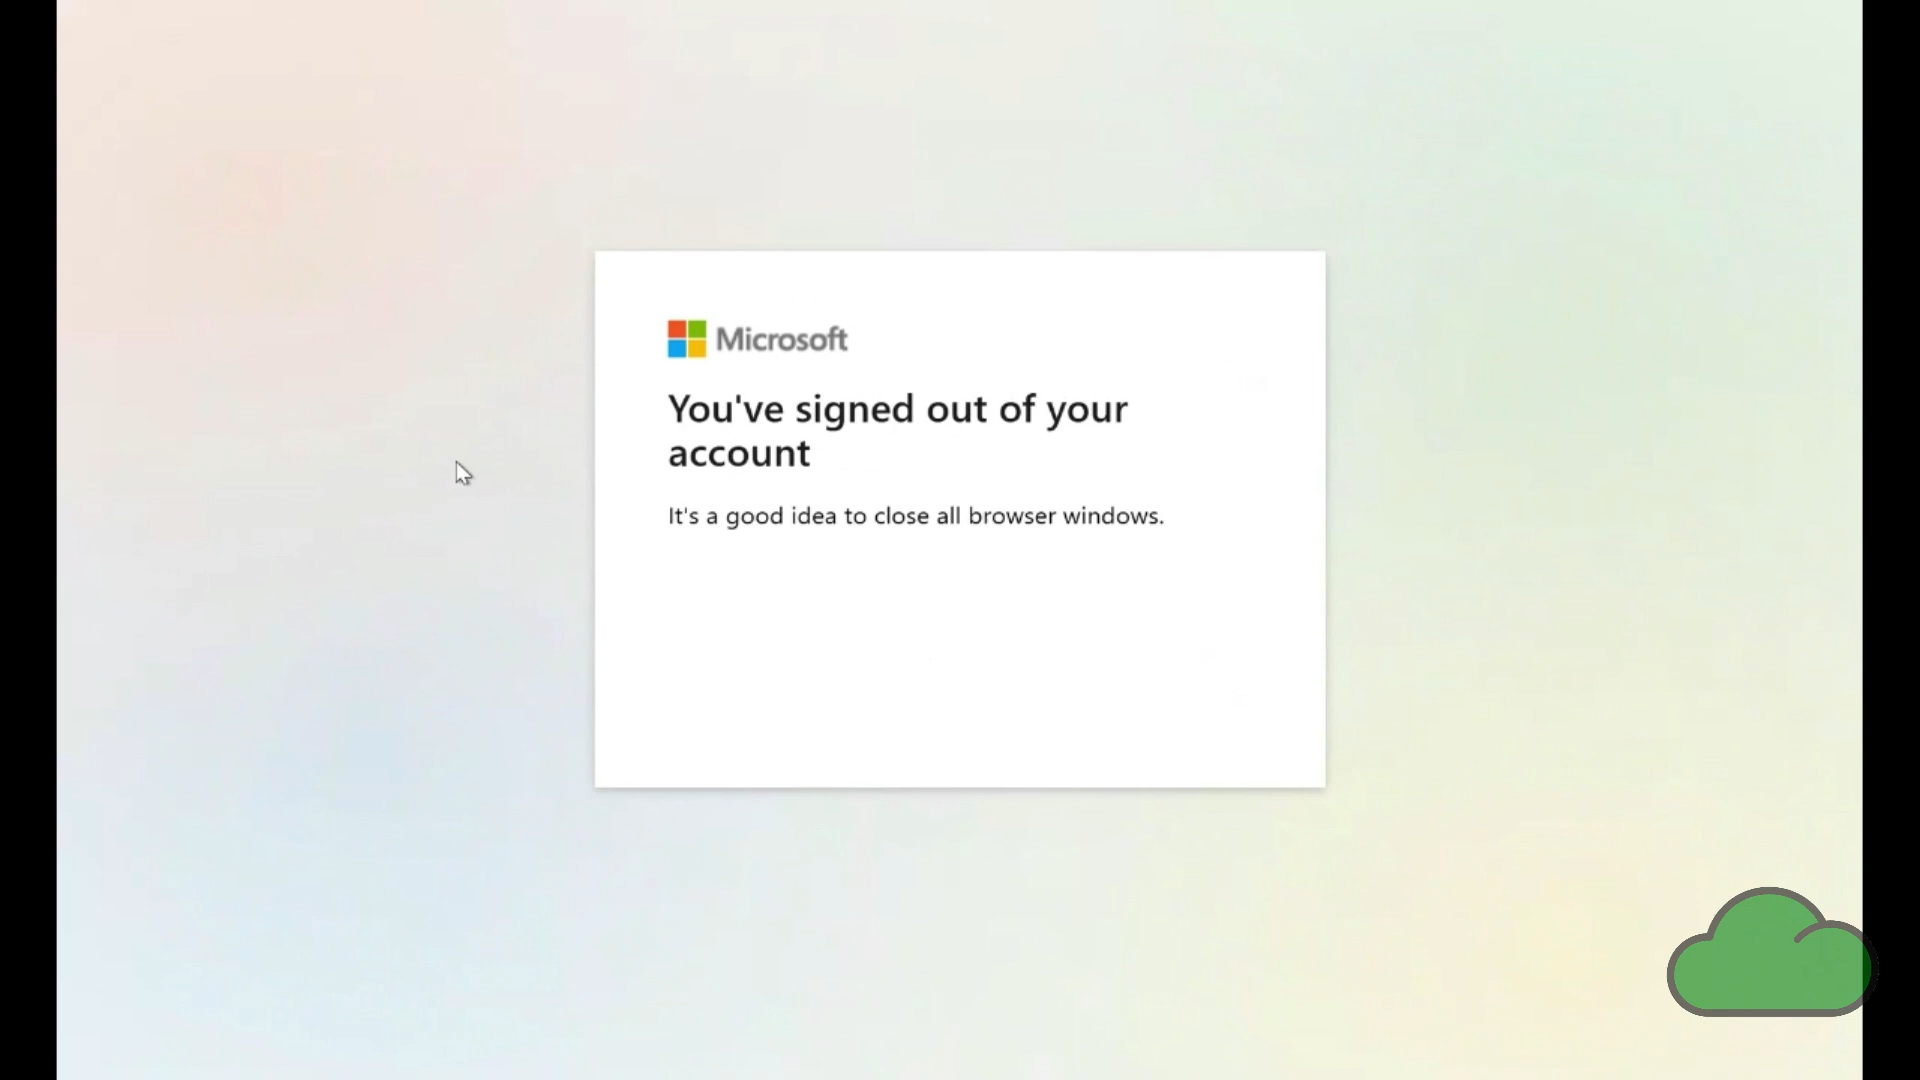 Microsoft
You've signed out of your
account
It's a good idea to close all browser windows.